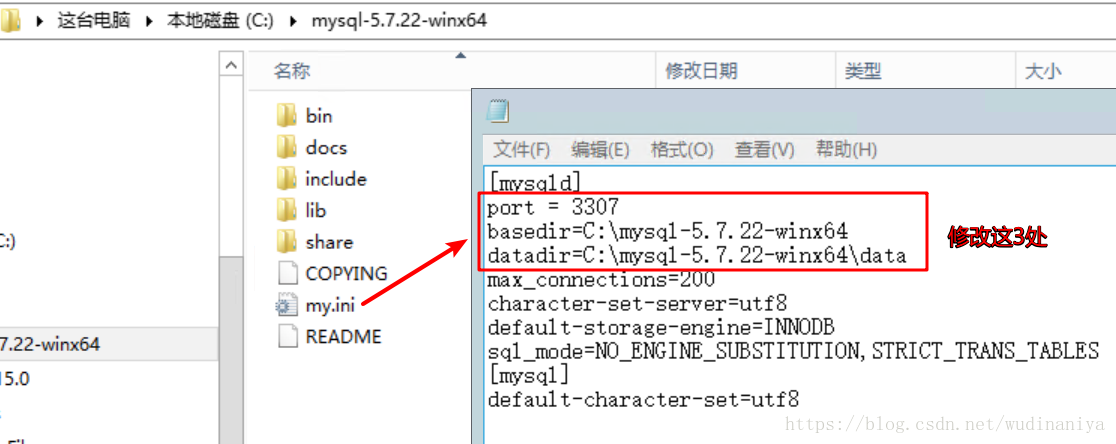 这台电脑 本地磁盘 (C:) mysql-5.7.22-winx64
名称 修改日期 类型 大小
bin
docs
include
lib
share
COPYING
my.ini
README
C:)
7.22-winx64
15.0
文件(F) 编辑(E) 格式(O) 查看(V) 帮助(H)
[mysqld]
port = 3307
basedir=C:\mysql-5.7.22-winx64
datadir=C:\mysql-5.7.22-winx64\data
max_connections=200
character-set-server=utf8
default-storage-engine=INNODB
sql_mode=NO_ENGINE_SUBSTITUTION,STRICT_TRANS_TABLES
[mysql]
default-character-set=utf8
修改这3处
https://blog.csdn.net/wudinaniya